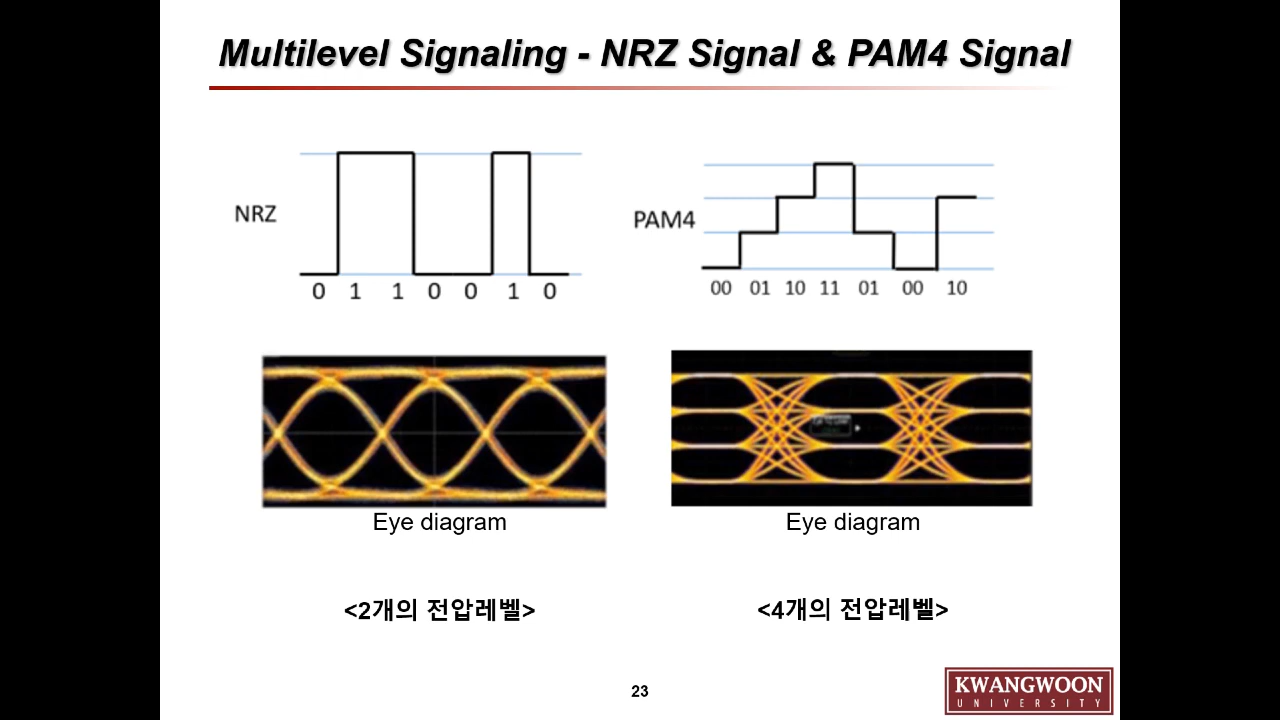 Multilevel Signaling - NRZ Signal & PAM4 Signal
NRZ
0 1 1 0 0 1 0
PAM4
00 01 10 11 01 00 10
Eye diagram
Eye diagram
<2개의 전압레벨>
<4개의 전압레벨>
23
KWANGWOON
UNIVERSITY